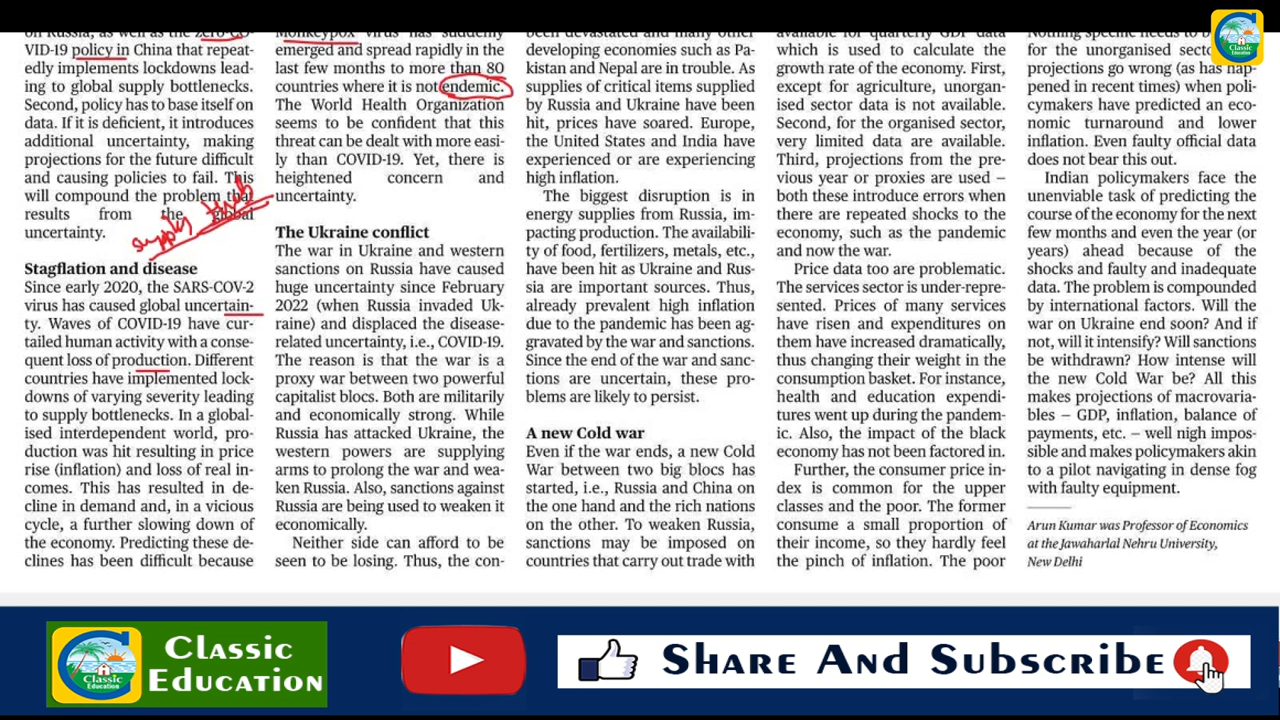 on Russia, as well as the zero-CO-
VID-19 policy in China that repeat-
edly implements lockdowns lead-
ing to global supply bottlenecks.
Second, policy has to base itself on
data. If it is deficient, it introduces
additional uncertainty, making
projections for the future difficult
and causing policies to fail. This
will compound the problem that
results from the global
uncertainty.
supply
Stagflation and disease
Since early 2020, the SARS-COV-2
virus has caused global uncertain-
ty. Waves of COVID-19 have cur-
tailed human activity with a conse-
quent loss of production. Different
countries have implemented lock-
downs of varying severity leading
to supply bottlenecks. In a global-
ised interdependent world, pro-
duction was hit resulting in price
rise (inflation) and loss of real in-
comes. This has resulted in de-
cline in demand and, in a vicious
cycle, a further slowing down of
the economy. Predicting these de-
clines has been difficult because
Monkeypox virus has suddenly
emerged and spread rapidly in the
last few months to more than 80
countries where it is not endemic.
The World Health Organization
seems to be confident that this
threat can be dealt with more easi-
ly than COVID-19. Yet, there is
heightened concern and
uncertainty.
The Ukraine conflict
The war in Ukraine and western
sanctions on Russia have caused
huge uncertainty since February
2022 (when Russia invaded Uk-
raine) and displaced the disease-
related uncertainty, i.e., COVID-19.
The reason is that the war is a
proxy war between two powerful
capitalist blocs. Both are militarily
and economically strong. While
Russia has attacked Ukraine, the
western powers are supplying
arms to prolong the war and wea-
ken Russia. Also, sanctions against
Russia are being used to weaken it
economically.
Neither side can afford to be
seen to be losing. Thus, the con-
been devastated and many other
developing economies such as Pa-
kistan and Nepal are in trouble. As
supplies of critical items supplied
by Russia and Ukraine have been
hit, prices have soared. Europe,
the United States and India have
experienced or are experiencing
high inflation.
The biggest disruption is in
energy supplies from Russia, im-
pacting production. The availabili-
ty of food, fertilizers, metals, etc.,
have been hit as Ukraine and Rus-
sia are important sources. Thus,
already prevalent high inflation
due to the pandemic has been ag-
gravated by the war and sanctions.
Since the end of the war and sanc-
tions are uncertain, these pro-
blems are likely to persist.
A new Cold war
Even if the war ends, a new Cold
War between two big blocs has
started, i.e., Russia and China on
the one hand and the rich nations
on the other. To weaken Russia,
sanctions may be imposed on
countries that carry out trade with
available for quarterly GDP data
which is used to calculate the
growth rate of the economy. First,
except for agriculture, unorgan-
ised sector data is not available.
Second, for the organised sector,
very limited data are available.
Third, projections from the pre-
vious year or proxies are used –
both these introduce errors when
there are repeated shocks to the
economy, such as the pandemic
and now the war.
Price data too are problematic.
The services sector is under-repre-
sented. Prices of many services
have risen and expenditures on
them have increased dramatically,
thus changing their weight in the
consumption basket. For instance,
health and education expendi-
tures went up during the pandem-
ic. Also, the impact of the black
economy has not been factored in.
Further, the consumer price in-
dex is common for the upper
classes and the poor. The former
consume a small proportion of
their income, so they hardly feel
the pinch of inflation. The poor
Nothing specific needs to b
for the unorganised secto
projections go wrong (as has hap-
pened in recent times) when poli-
cymakers have predicted an eco-
nomic turnaround and lower
inflation. Even faulty official data
does not bear this out.
Indian policymakers face the
unenviable task of predicting the
course of the economy for the next
few months and even the year (or
years) ahead because of the
shocks and faulty and inadequate
data. The problem is compounded
by international factors. Will the
war on Ukraine end soon? And if
not, will it intensify? Will sanctions
be withdrawn? How intense will
the new Cold War be? All this
makes projections of macrovaria-
bles – GDP, inflation, balance of
payments, etc. – well nigh impos-
sible and makes policymakers akin
to a pilot navigating in dense fog
with faulty equipment.
Arun Kumar was Professor of Economics
at the Jawaharlal Nehru University,
New Delhi
Classic
Education
Classic
Education
Classic
Education
Share And Subscribe